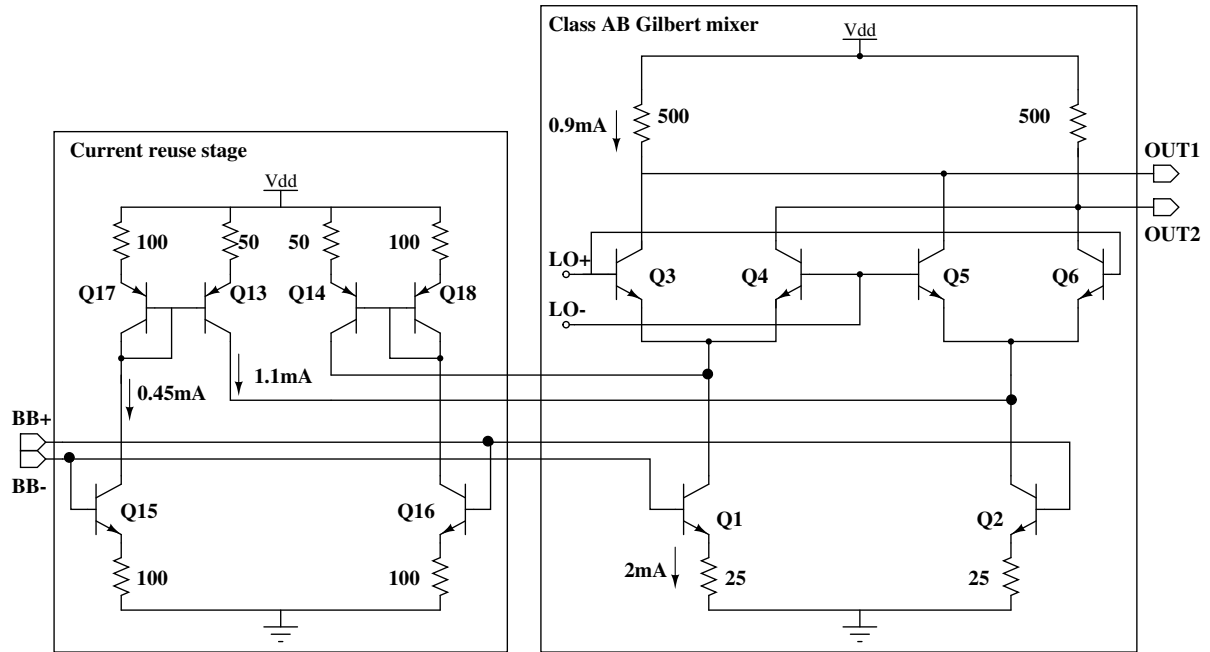 Class AB Gilbert mixer
Vdd
500
500
0.9mA
OUT1
OUT2
Current reuse stage
Vdd
100
50
50
100
Q17
Q13
Q14
Q18
LO+
LO-
Q3
Q4
Q5
Q6
0.45mA
1.1mA
BB+
BB-
Q15
Q16
Q1
Q2
100
100
2mA
25
25